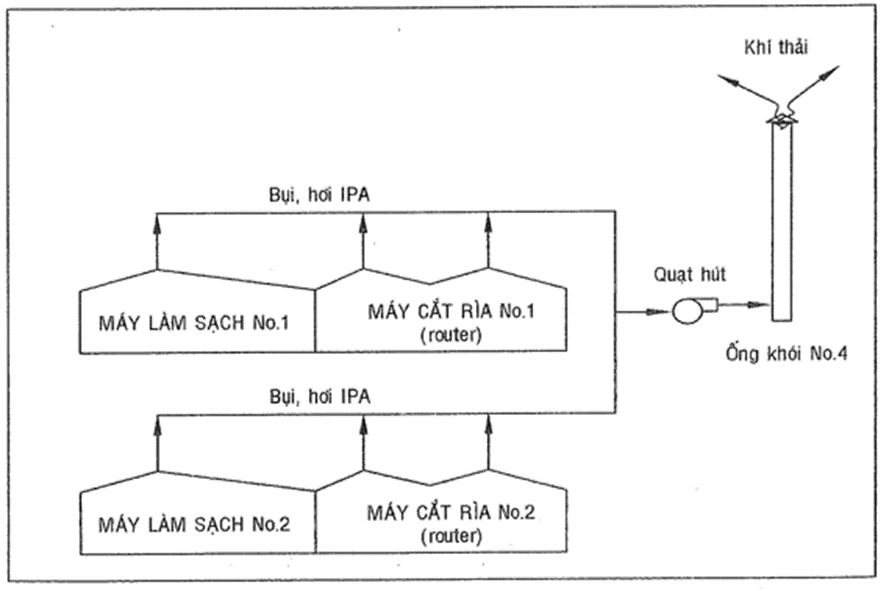 Khí thải
Bụi, hơi IPA
MÁY LÀM SẠCH No.1
MÁY CẮT RÌA No.1
(router)
Quạt hút
Ống khói No.4
Bụi, hơi IPA
MÁY LÀM SẠCH No.2
MÁY CẮT RÌA No.2
(router)